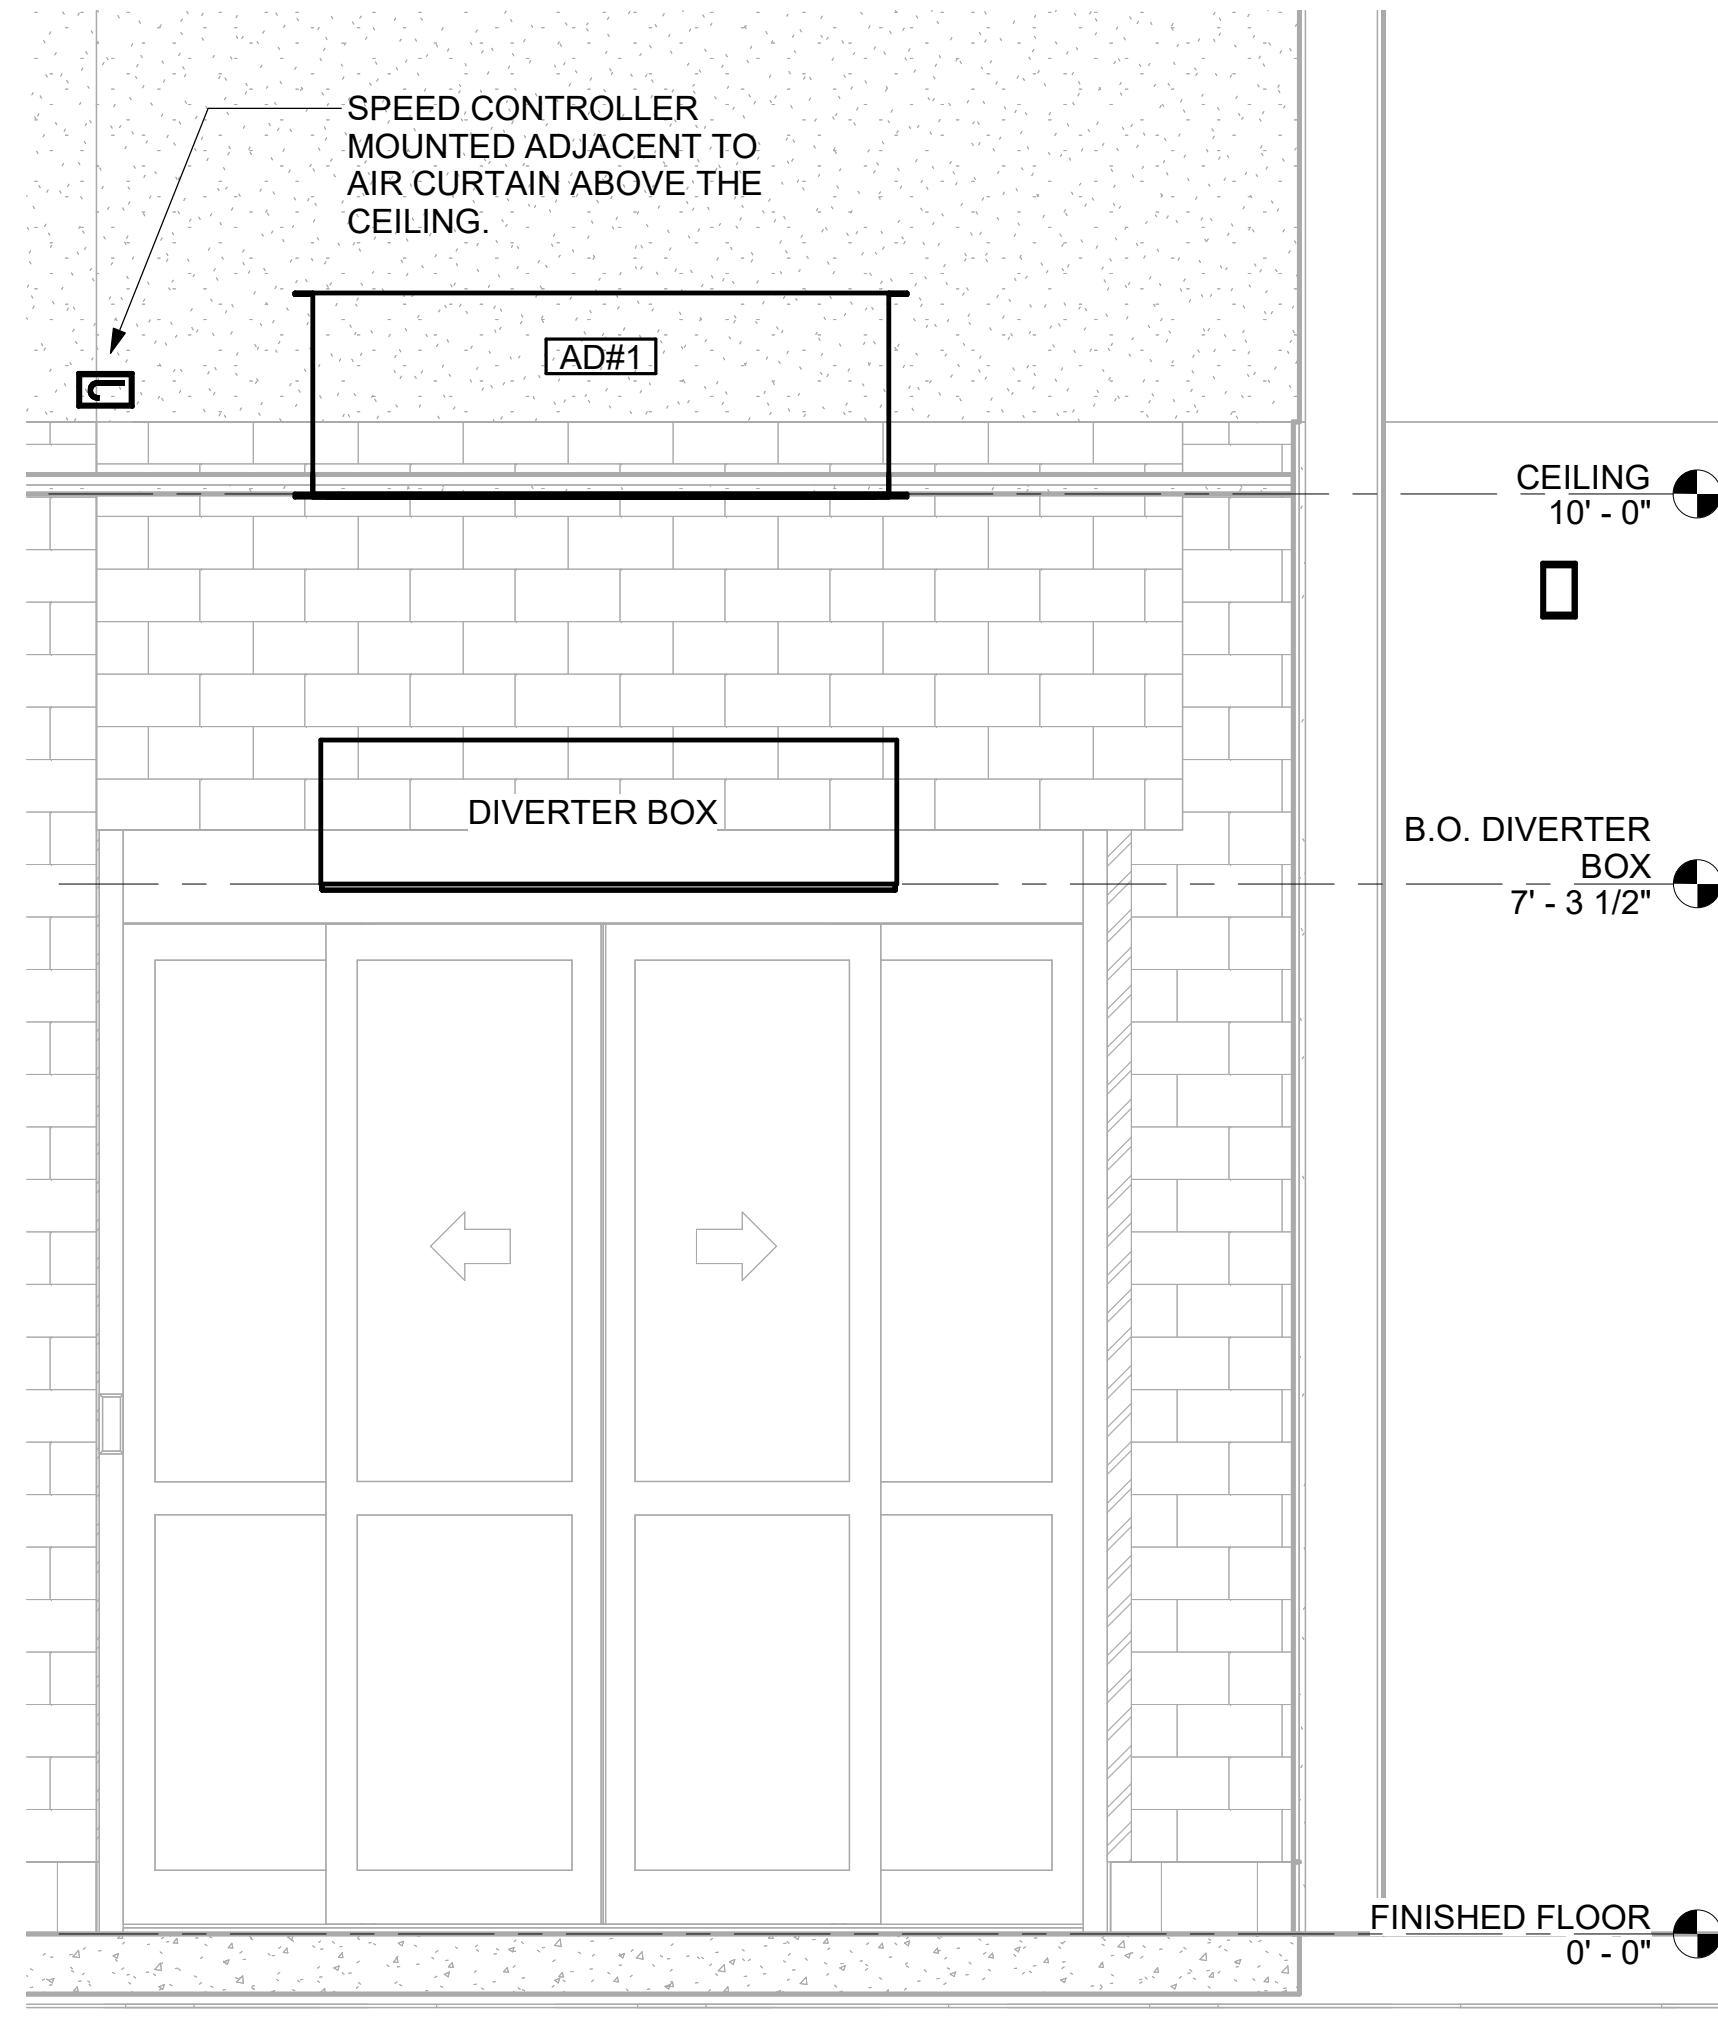 SPEED CONTROLLER
MOUNTED ADJACENT TO
AIR CURTAIN ABOVE THE
CEILING.
AD#1
CEILING
10' - 0"
DIVERTER BOX
B.O. DIVERTER
BOX
7' - 3 1/2"
FINISHED FLOOR
0' - 0"